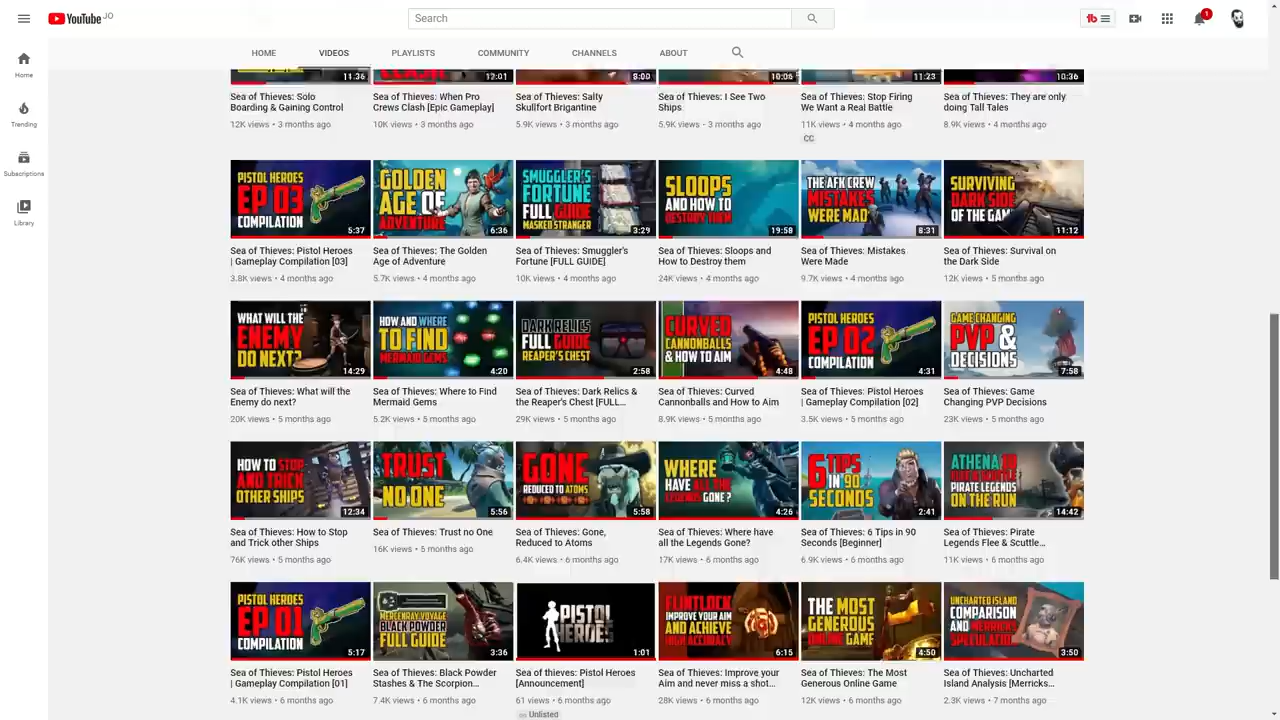 YouTube JO
Search
1
HOME VIDEOS PLAYLISTS COMMUNITY CHANNELS ABOUT
Home
Trending
Subscriptions
Library
11:36 12:01 8:00 10:06 11:23 10:36
Sea of Thieves: Solo
Boarding & Gaining Control
12K views • 3 months ago
Sea of Thieves: When Pro
Crews Clash [Epic Gameplay]
10K views • 3 months ago
Sea of Thieves: Salty
Skullfort Brigantine
5.9K views • 3 months ago
Sea of Thieves: I See Two
Ships
5.9K views • 3 months ago
Sea of Thieves: Stop Firing
We Want a Real Battle
11K views • 4 months ago
CC
Sea of Thieves: They are only
doing Tall Tales
8.9K views • 4 months ago
PISTOL HEROES
EP 03
COMPILATION
5:37
Sea of Thieves: Pistol Heroes
| Gameplay Compilation [03]
3.8K views • 4 months ago
GOLDEN
AGE OF
ADVENTURE
6:36
Sea of Thieves: The Golden
Age of Adventure
5.7K views • 4 months ago
SMUGGLER'S
FORTUNE
FULL GUIDE
MASKED STRANGER
3:29
Sea of Thieves: Smuggler's
Fortune [FULL GUIDE]
10K views • 4 months ago
SLOOPS
AND HOW TO
DESTROY THEM
19:58
Sea of Thieves: Sloops and
How to Destroy them
24K views • 4 months ago
THE AFK CREW
MISTAKES
WERE MAD
8:31
Sea of Thieves: Mistakes
Were Made
9.7K views • 4 months ago
SURVIVING
DARK SIDE
OF THE GAM
11:12
Sea of Thieves: Survival on
the Dark Side
12K views • 5 months ago
WHAT WILL THE
ENEMY
DO NEXT?
14:29
Sea of Thieves: What will the
Enemy do next?
20K views • 5 months ago
HOW AND WHERE
TO FIND
MERMAID GEMS
4:20
Sea of Thieves: Where to Find
Mermaid Gems
5.2K views • 5 months ago
DARK RELICS
FULL GUIDE
REAPER'S CHEST
2:58
Sea of Thieves: Dark Relics &
the Reaper's Chest [FULL...
29K views • 5 months ago
CURVED
CANNONBALLS
& HOW TO AIM
4:48
Sea of Thieves: Curved
Cannonballs and How to Aim
8.9K views • 5 months ago
PISTOL HEROES
EP 02
COMPILATION
4:31
Sea of Thieves: Pistol Heroes
| Gameplay Compilation [02]
3.5K views • 5 months ago
GAME CHANGING
PVP &
DECISIONS
7:58
Sea of Thieves: Game
Changing PVP Decisions
23K views • 5 months ago
HOW TO STOP
AND TRICK
OTHER SHIPS
12:34
Sea of Thieves: How to Stop
and Trick other Ships
76K views • 5 months ago
TRUST
NO ONE
5:56
Sea of Thieves: Trust no One
16K views • 5 months ago
GONE
REDUCED TO ATOMS
5:58
Sea of Thieves: Gone,
Reduced to Atoms
6.4K views • 6 months ago
WHERE
HAVE ALL THE
LEGENDS GONE?
4:26
Sea of Thieves: Where have
all the Legends Gone?
17K views • 6 months ago
6 TIPS
IN 90
SECONDS
2:41
Sea of Thieves: 6 Tips in 90
Seconds [Beginner]
6.9K views • 6 months ago
ATHENA
PIRATE LEGENDS
ON THE RUN
14:42
Sea of Thieves: Pirate
Legends Flee & Scuttle...
11K views • 6 months ago
PISTOL HEROES
EP 01
COMPILATION
5:17
Sea of Thieves: Pistol Heroes
| Gameplay Compilation [01]
4.1K views • 6 months ago
MERCENRAY VOYAGE
BLACK POWDER
FULL GUIDE
3:36
Sea of Thieves: Black Powder
Stashes & The Scorpion...
7.4K views • 6 months ago
PISTOL
HEROES
1:01
Sea of thieves: Pistol Heroes
[Announcement]
61 views • 6 months ago
Unlisted
FLINTLOCK
IMPROVE YOUR AIM
AND ACHIEVE
HIGH ACCURACY
6:15
Sea of Thieves: Improve your
Aim and never miss a shot...
28K views • 6 months ago
THE MOST
GENEROUS
ONLINE GAME
4:50
Sea of Thieves: The Most
Generous Online Game
12K views • 6 months ago
UNCHARTED ISLAND
COMPARISON
AND MERRICKS
SPECULATION
3:50
Sea of Thieves: Uncharted
Island Analysis [Merricks...
2.3K views • 7 months ago